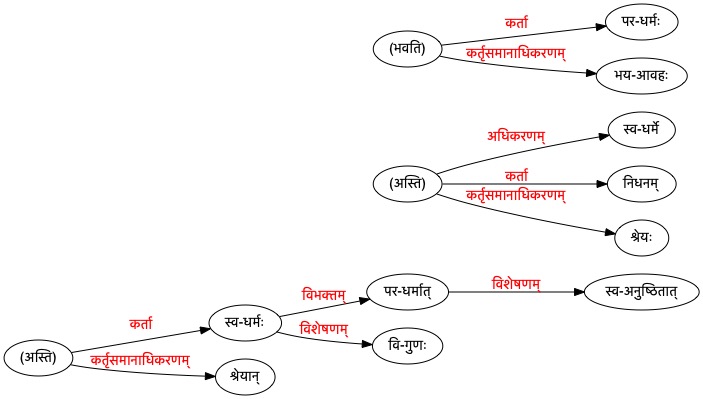 कर्ता
पर-धर्मः
(भवति)
कर्तृसमानाधिकरणम्
भय-आवहः
अधिकरणम्
स्व-धर्मे
(अस्ति)
कर्ता
निधनम्
कर्तृसमानाधिकरणम्
श्रेयः
विभक्तम्
पर-धर्मात्
विशेषणम्
स्व-अनुष्ठितात्
कर्ता
स्व-धर्मः
विशेषणम्
वि-गुणः
(अस्ति)
कर्तृसमानाधिकरणम्
श्रेयान्